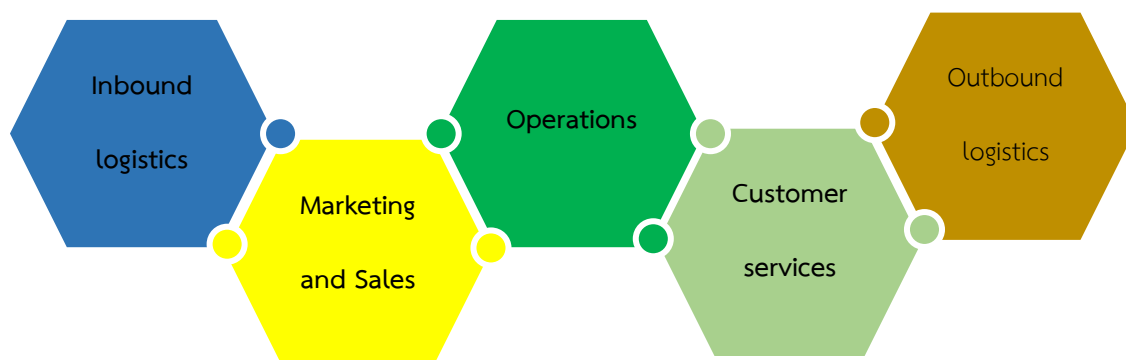 Inbound
logistics
Marketing
and Sales
Operations
Customer
services
Outbound
logistics